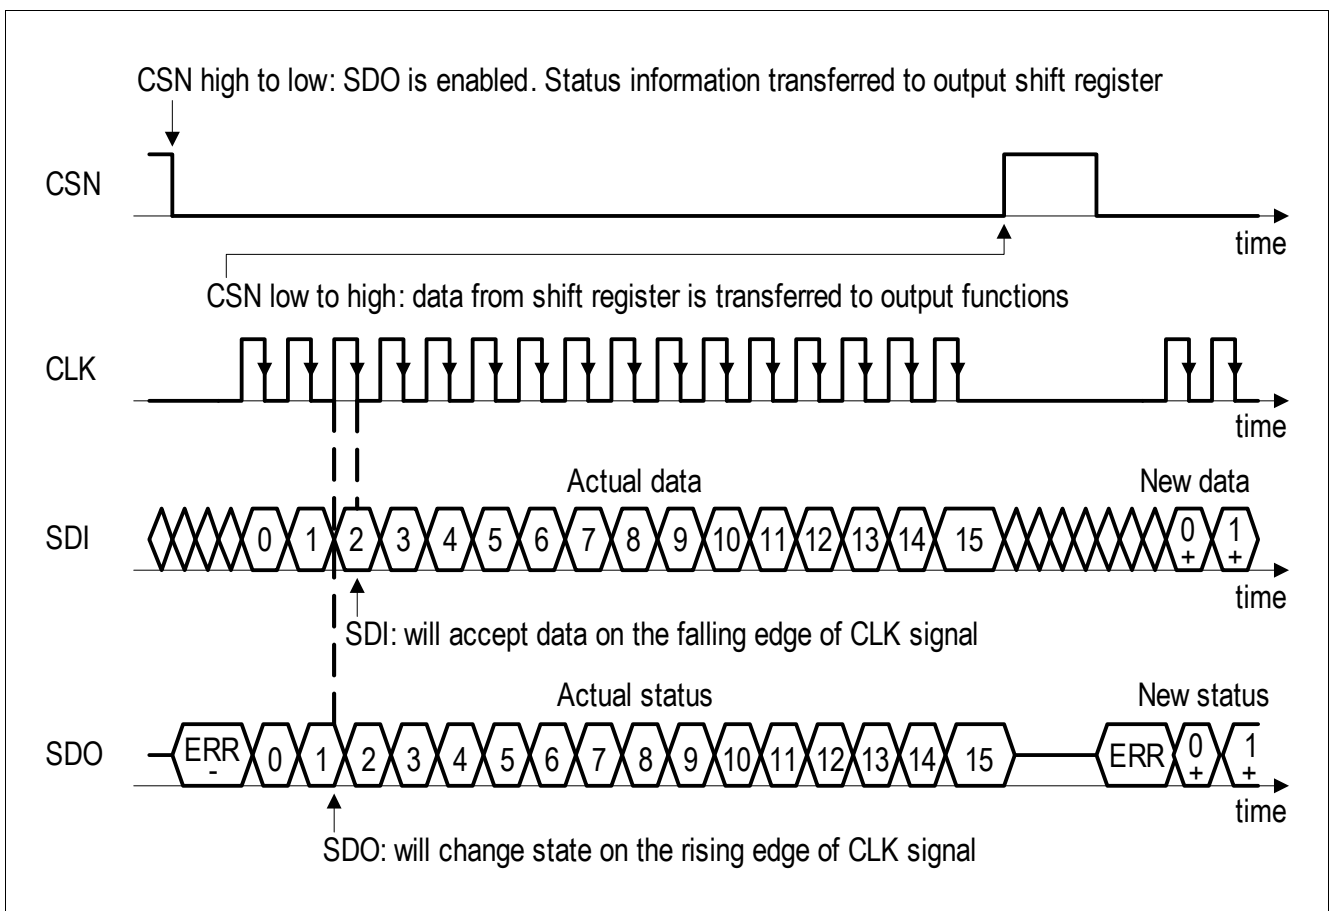 CSN high to low: SDO is enabled. Status information transferred to output shift register
CSN
time
CSN low to high: data from shift register is transferred to output functions
CLK
time
Actual data
New data
SDI
0 1 2 3 4 5 6 7 8 9 10 11 12 13 14 15 0 1
+ +
time
SDI: will accept data on the falling edge of CLK signal
Actual status
New status
SDO
ERR 0 1 2 3 4 5 6 7 8 9 10 11 12 13 14 15 ERR 0 1
- + +
time
SDO: will change state on the rising edge of CLK signal